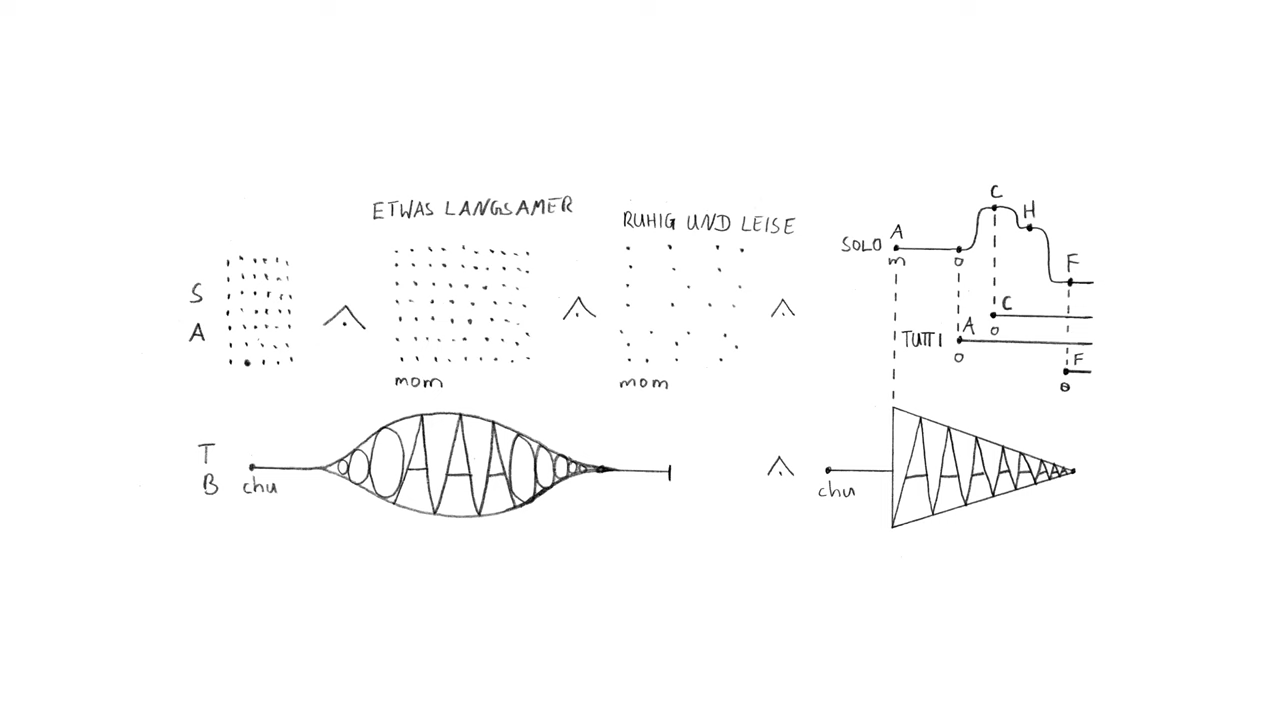 ETWAS LANGSAMER
RUHIG UND LEISE
S
A
mom
mom
T
B
chu
O O O A A A O O O O O
chu
A A A A A A A
C
H
SOLO A
m o
F
C
o
TUTTI A
o
F
ө